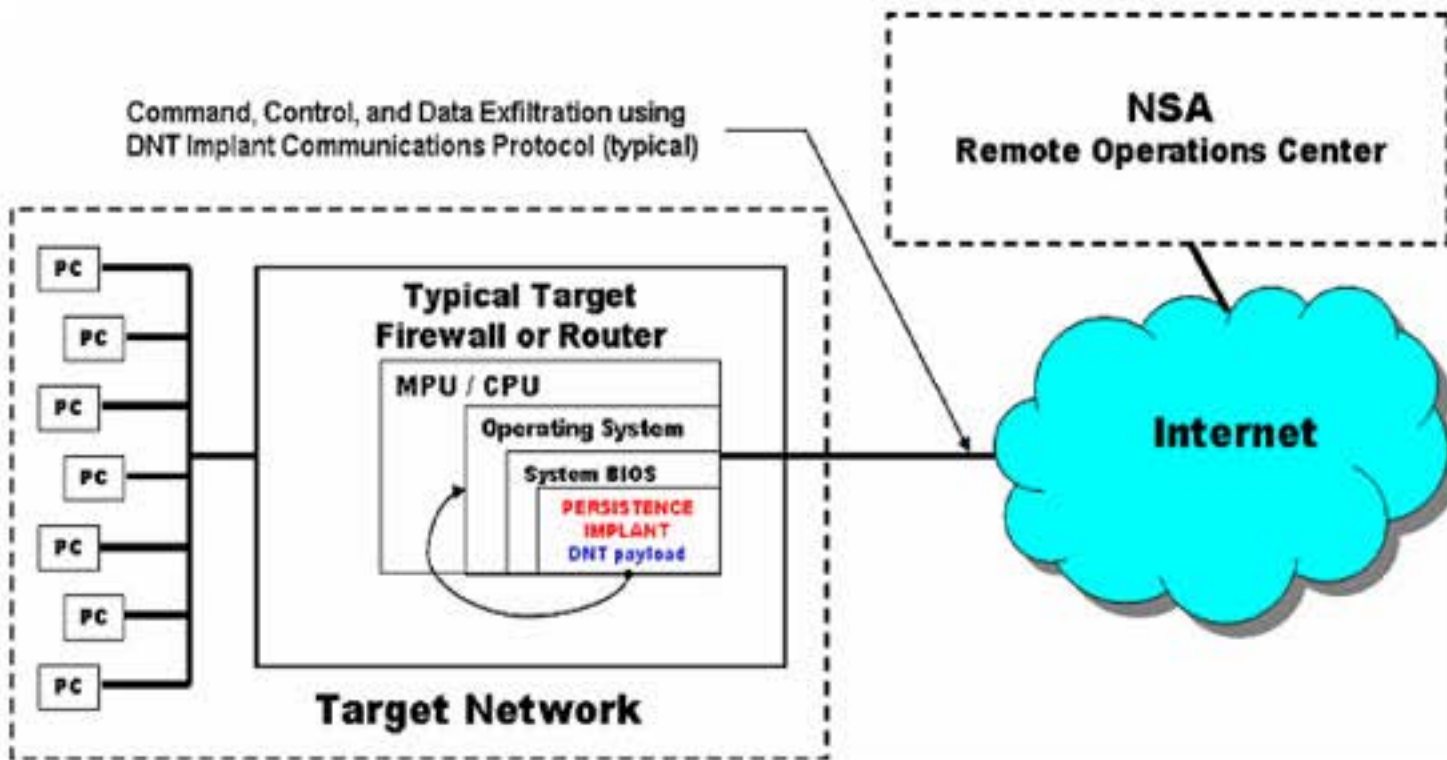 NSA
Remote Operations Center
Command, Control, and Data Exfiltration using
DNT Implant Communications Protocol (typical)
PC
PC
PC
PC
PC
PC
PC
Typical Target
Firewall or Router
MPU / CPU
Operating System
System BIOS
PERSISTENCE
IMPLANT
DNT payload
Internet
Target Network